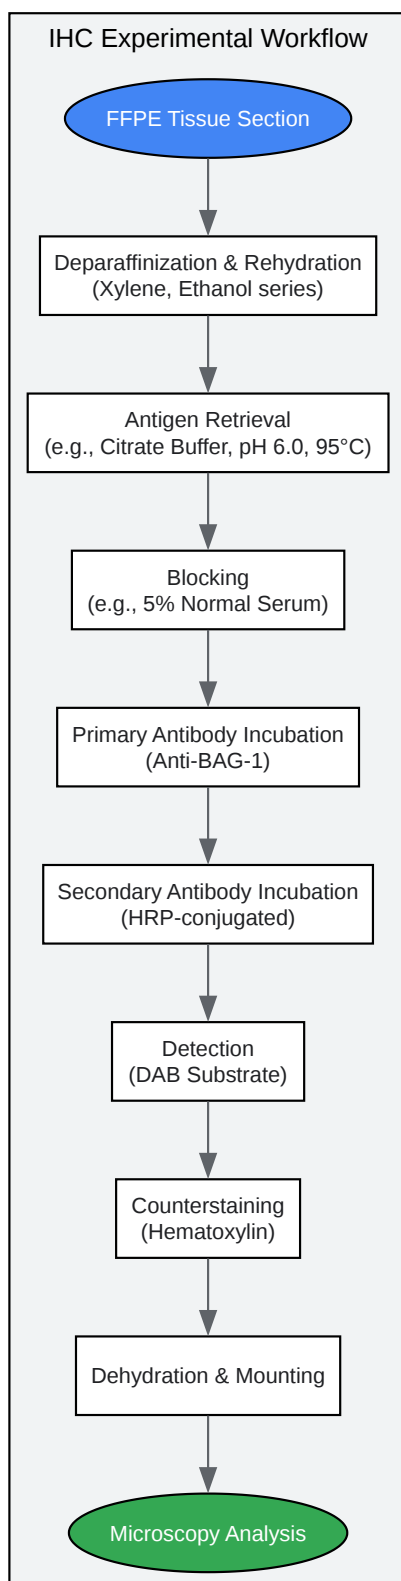 IHC Experimental Workflow
FFPE Tissue Section
Deparaffinization & Rehydration
(Xylene, Ethanol series)
Antigen Retrieval
(e.g., Citrate Buffer, pH 6.0, 95°C)
Blocking
(e.g., 5% Normal Serum)
Primary Antibody Incubation
(Anti-BAG-1)
Secondary Antibody Incubation
(HRP-conjugated)
Detection
(DAB Substrate)
Counterstaining
(Hematoxylin)
Dehydration & Mounting
Microscopy Analysis